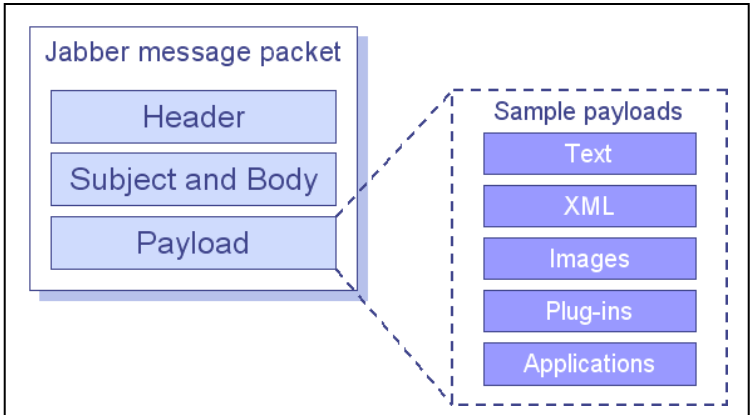 Jabber message packet
Header
Subject and Body
Payload
Sample payloads
Text
XML
Images
Plug-ins
Applications